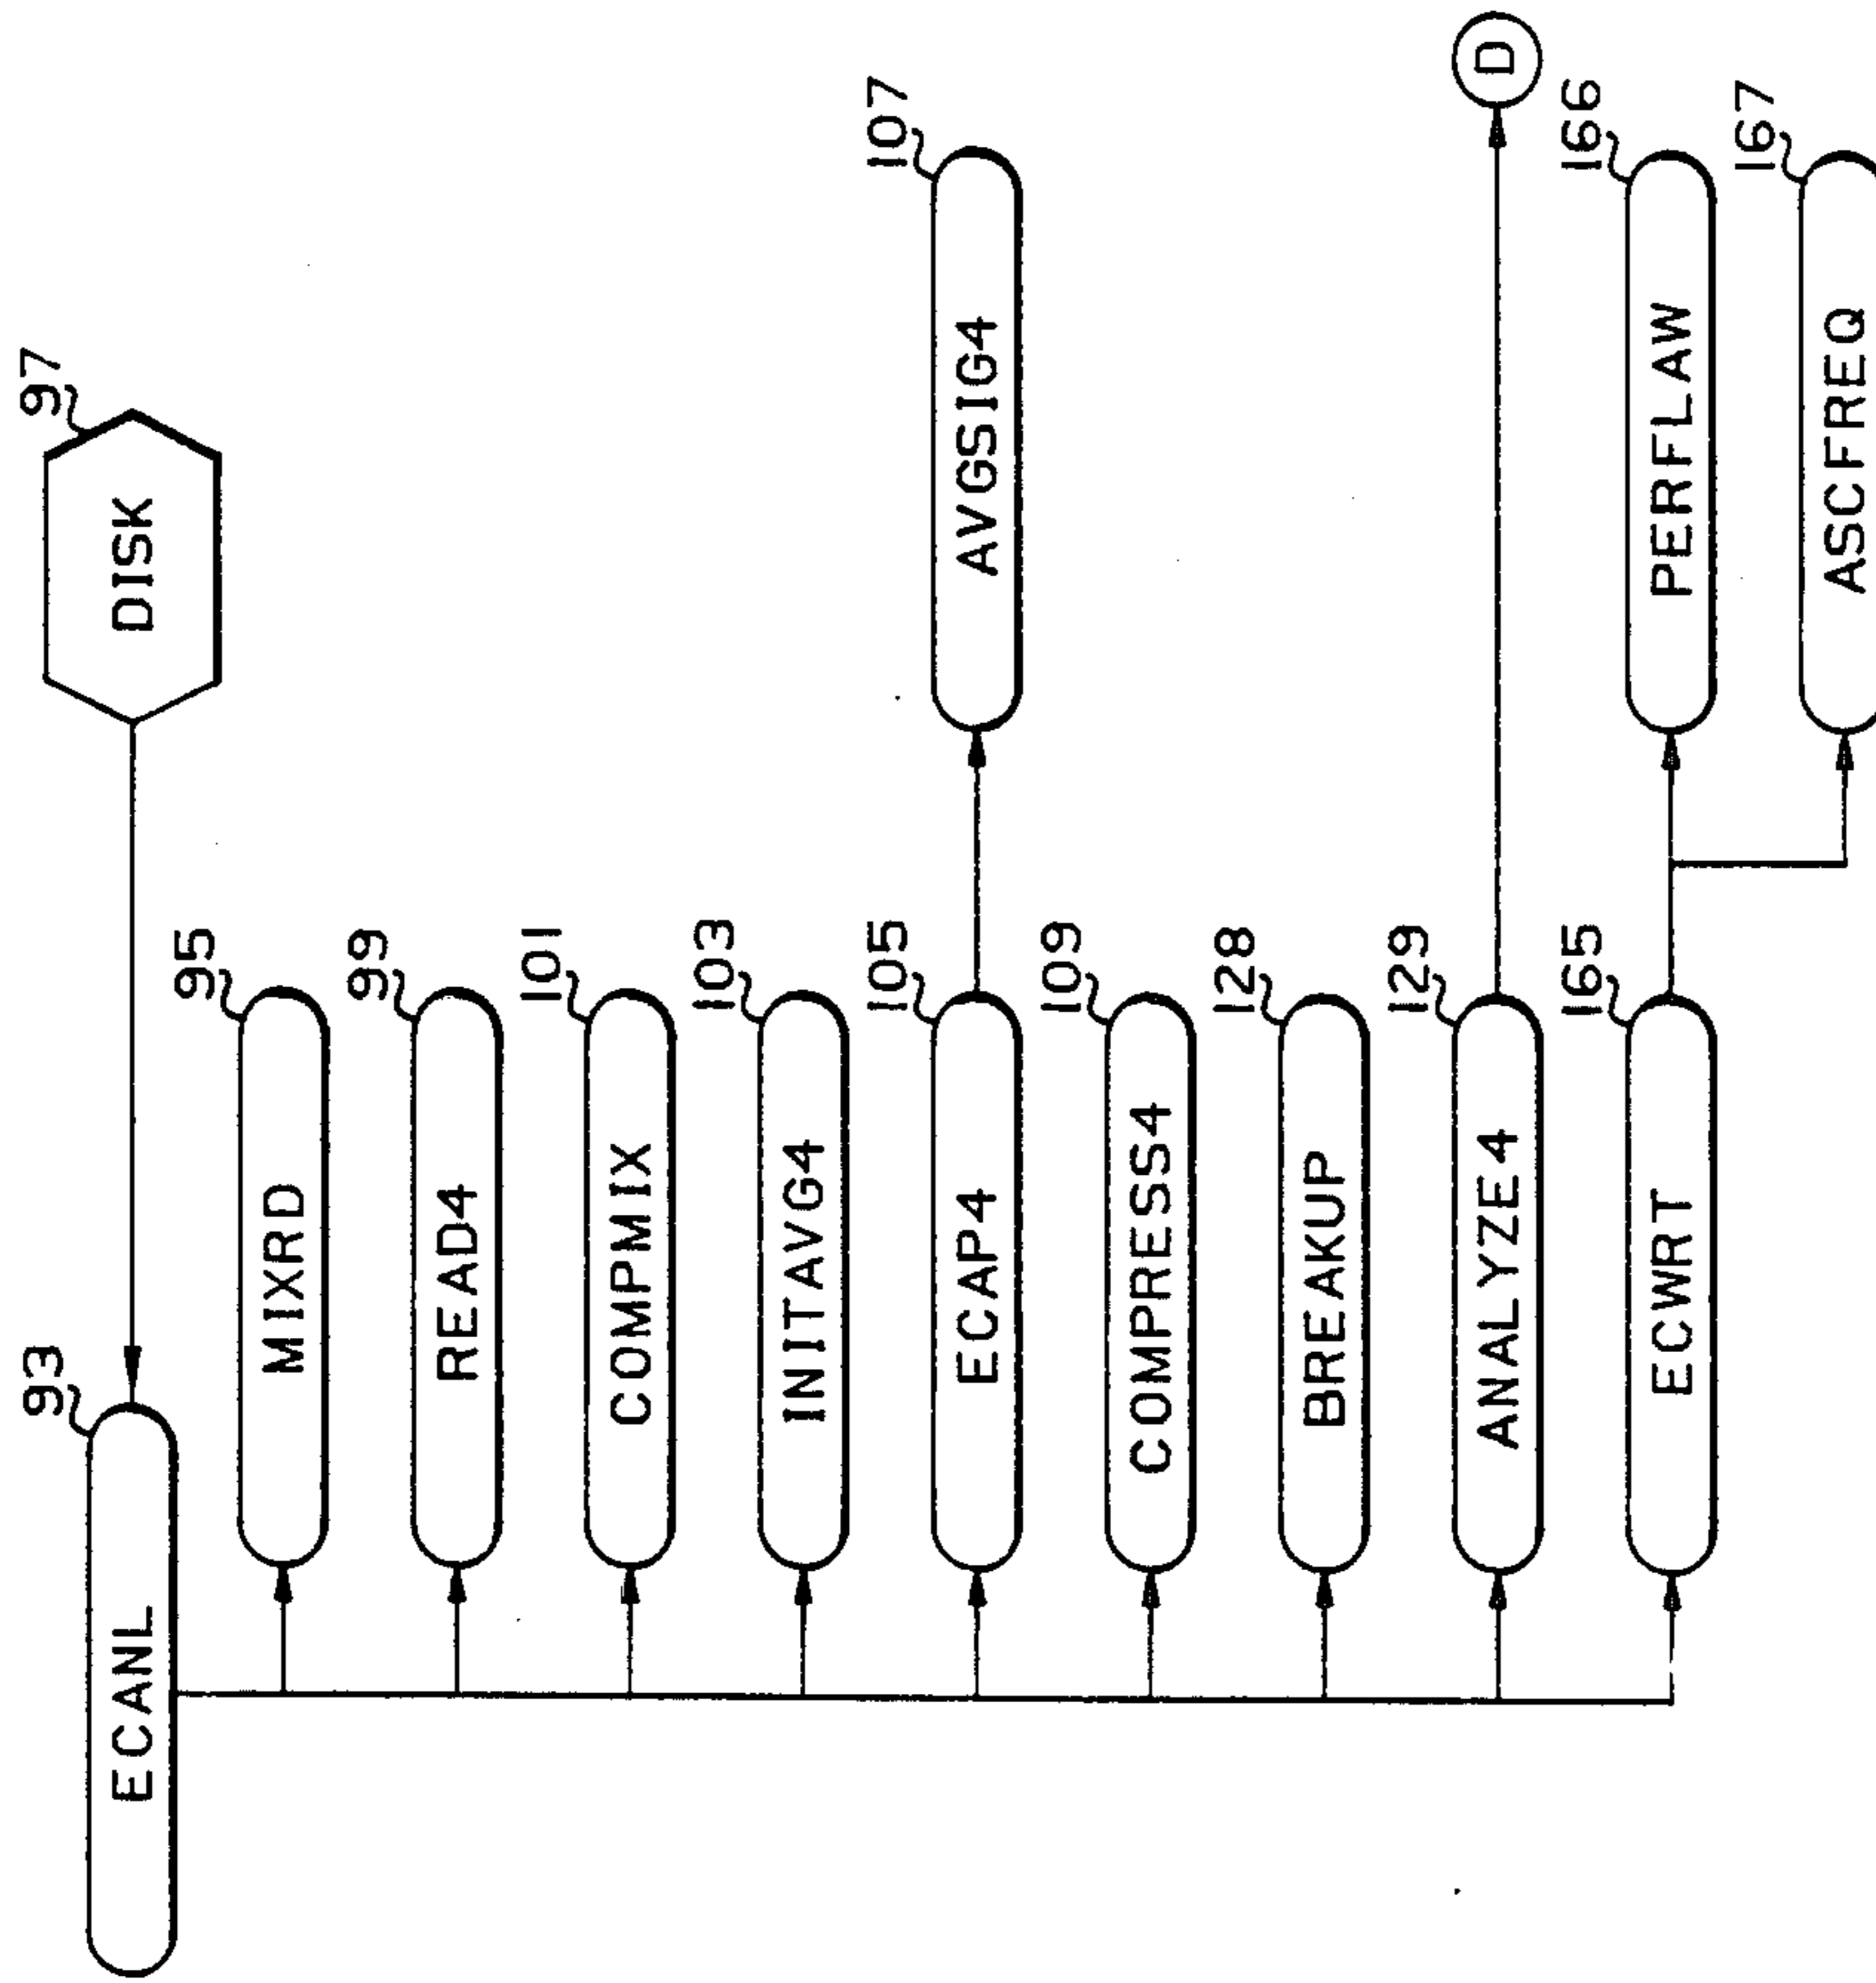 93
ECANL
97
DISK
95
MIXRD
99
READ4
101
COMPMIX
103
INITAVG4
105
ECAP4
107
AVGSIG4
109
COMPRESS4
128
BREAKUP
129
ANALYZE4
D
165
ECWRT
166
PERFLAW
167
ASCFREQ